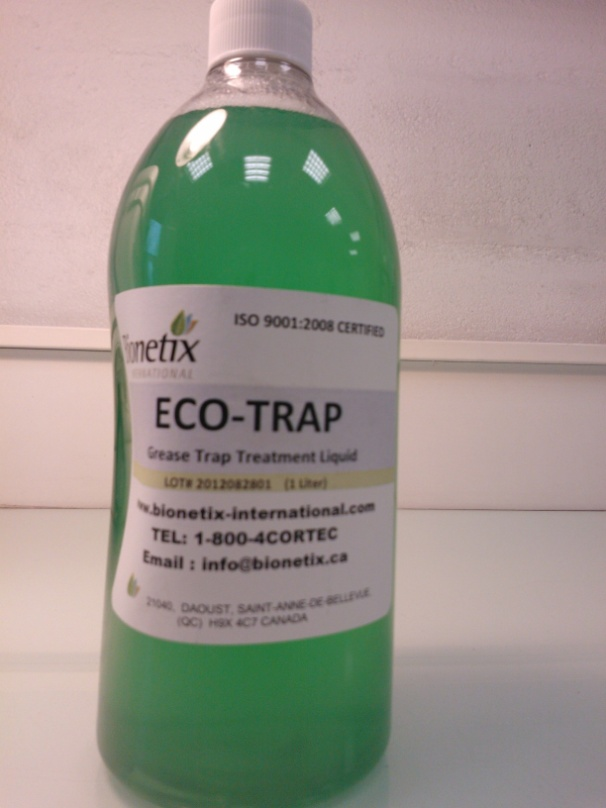 ISO 9001:2008 CERTIFIED
Bionetix
INTERNATIONAL
ECO-TRAP
Grease Trap Treatment Liquid
LOT# 2012082801 (1 Liter)
ww.bionetix-international.com
TEL: 1-800-4CORTEC
Email : info@bionetix.ca
21040, DAOUST, SAINT-ANNE-DE-BELLEVUE,
(QC) H9X 4C7 CANADA